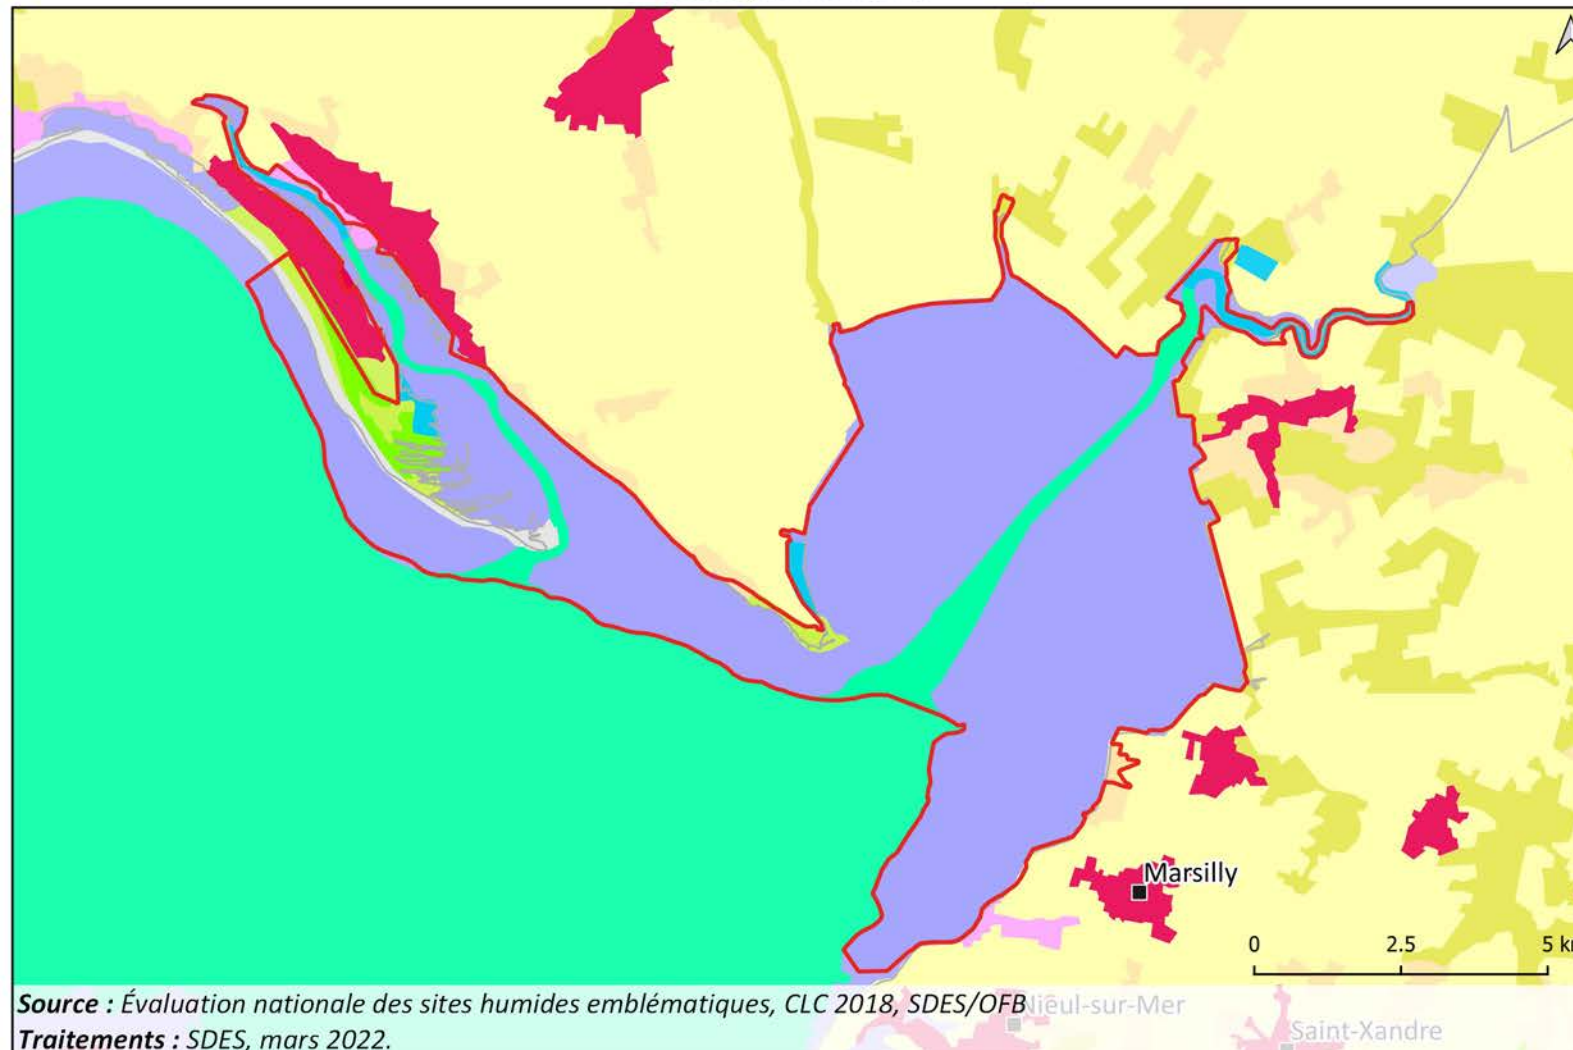 Marsilly
0 2.5 5 km
Source : Évaluation nationale des sites humides emblématiques, CLC 2018, SDES/OFB
Nieul-sur-Mer
Traitements : SDES, mars 2022.
Saint-Xandre